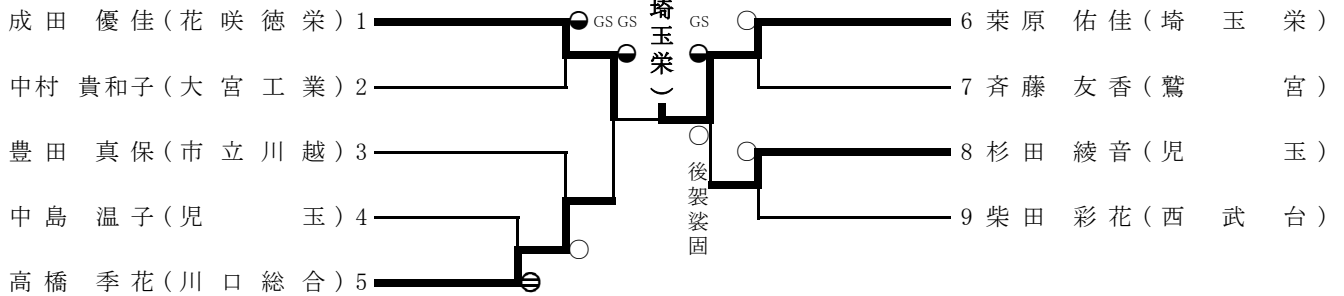 成田 優佳(花咲徳栄)1
中村 貴和子(大宮工業)2
豊田 真保(市立川越)3
中島 温子(児玉)4
高橋 季花(川口総合)5
GS GS
埼玉栄)
GS
後袈裟固
6 桒原 佑佳(埼玉栄)
7 斉藤 友香(鷲宮)
8 杉田 綾音(児玉)
9 柴田 彩花(西武台)